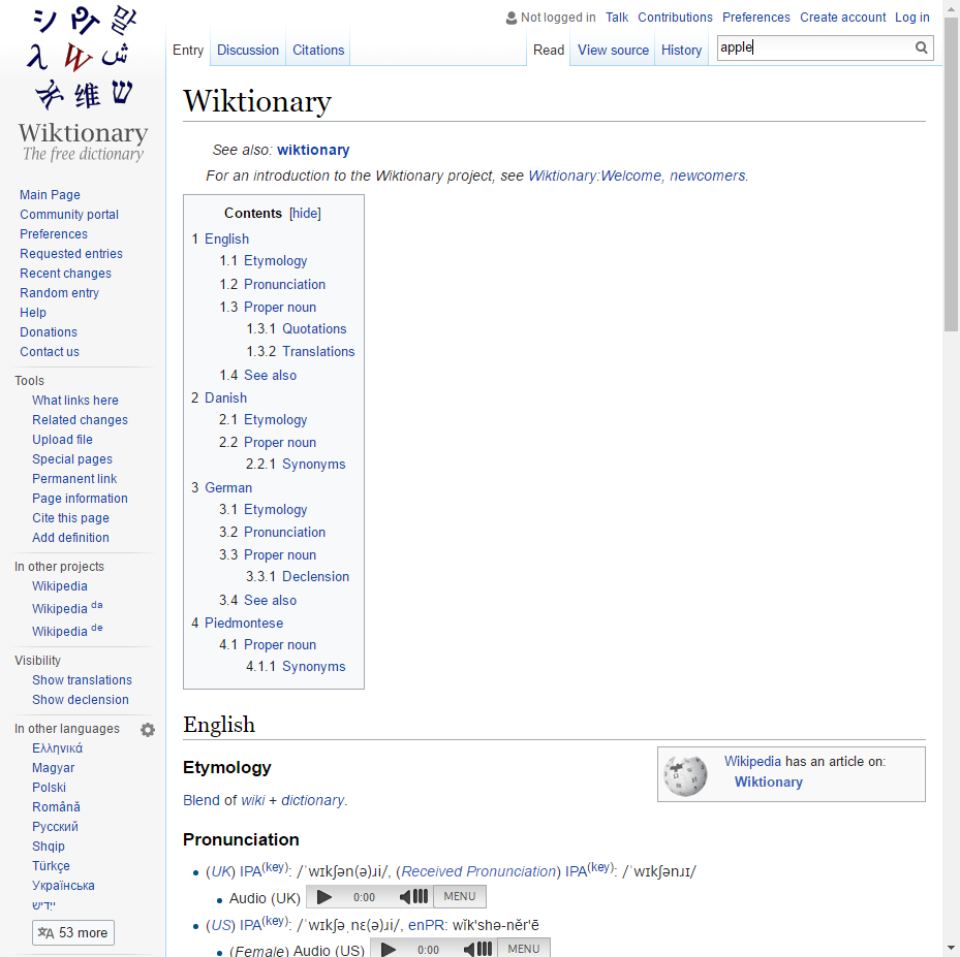 シ Ря 말
λ W ش
维 ש
Wiktionary
The free dictionary
Not logged in Talk Contributions Preferences Create account Log in
Entry Discussion Citations Read View source History apple
Main Page
Community portal
Preferences
Requested entries
Recent changes
Random entry
Help
Donations
Contact us
Tools
What links here
Related changes
Upload file
Special pages
Permanent link
Page information
Cite this page
Add definition
In other projects
Wikipedia
Wikipedia da
Wikipedia de
Visibility
Show translations
Show declension
In other languages
Ελληνικά
Magyar
Polski
Română
Русский
Shqip
Türkçe
Українська
ייִדיש
53 more
Wiktionary
See also: wiktionary
For an introduction to the Wiktionary project, see Wiktionary:Welcome, newcomers.
Contents [hide]
1 English
1.1 Etymology
1.2 Pronunciation
1.3 Proper noun
1.3.1 Quotations
1.3.2 Translations
1.4 See also
2 Danish
2.1 Etymology
2.2 Proper noun
2.2.1 Synonyms
3 German
3.1 Etymology
3.2 Pronunciation
3.3 Proper noun
3.3.1 Declension
3.4 See also
4 Piedmontese
4.1 Proper noun
4.1.1 Synonyms
English
Etymology
Wikipedia has an article on:
Wiktionary
Blend of wiki + dictionary.
Pronunciation
• (UK) IPA(key): /ˈwɪkʃən(ə)ɹi/, (Received Pronunciation) IPA(key): /ˈwɪkʃənɹɪ/
• Audio (UK) 0:00 MENU
• (US) IPA(key): /ˈwɪkʃəˌnɛ(ə)ɹi/, enPR: wĭk'shə-nĕr'ē
• (Female) Audio (US) 0:00 MENU